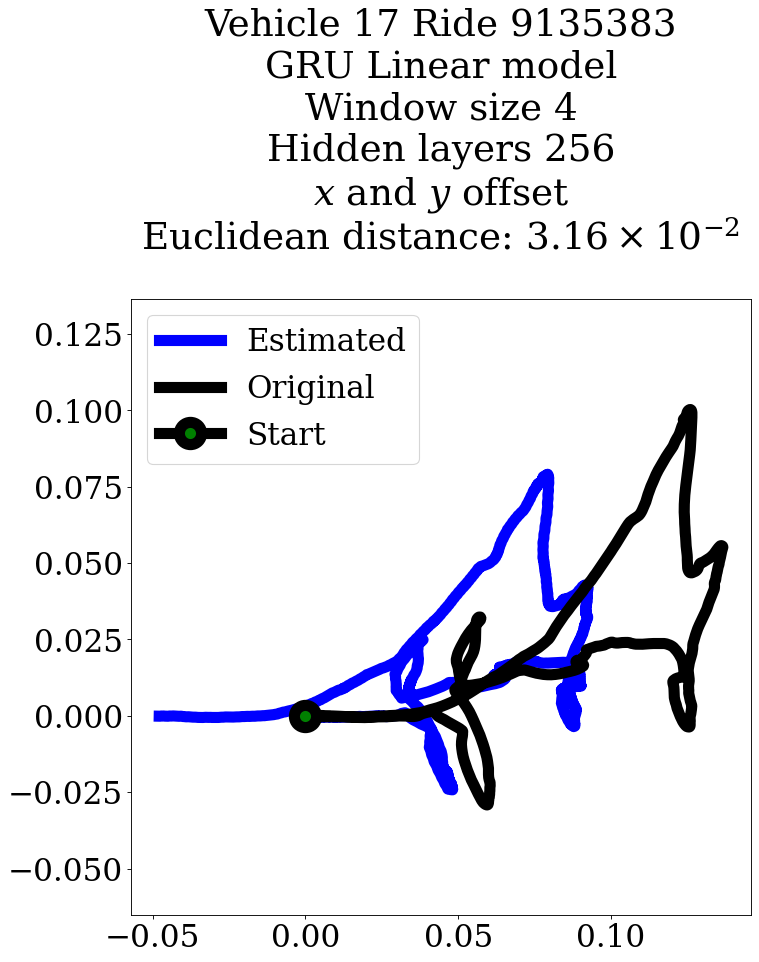 Vehicle 17 Ride 9135383
GRU Linear model
Window size 4
Hidden layers 256
x and y offset
Euclidean distance: 3.16 × 10⁻²
Estimated
Original
Start
0.125
0.100
0.075
0.050
0.025
0.000
−0.025
−0.050
−0.05 0.00 0.05 0.10